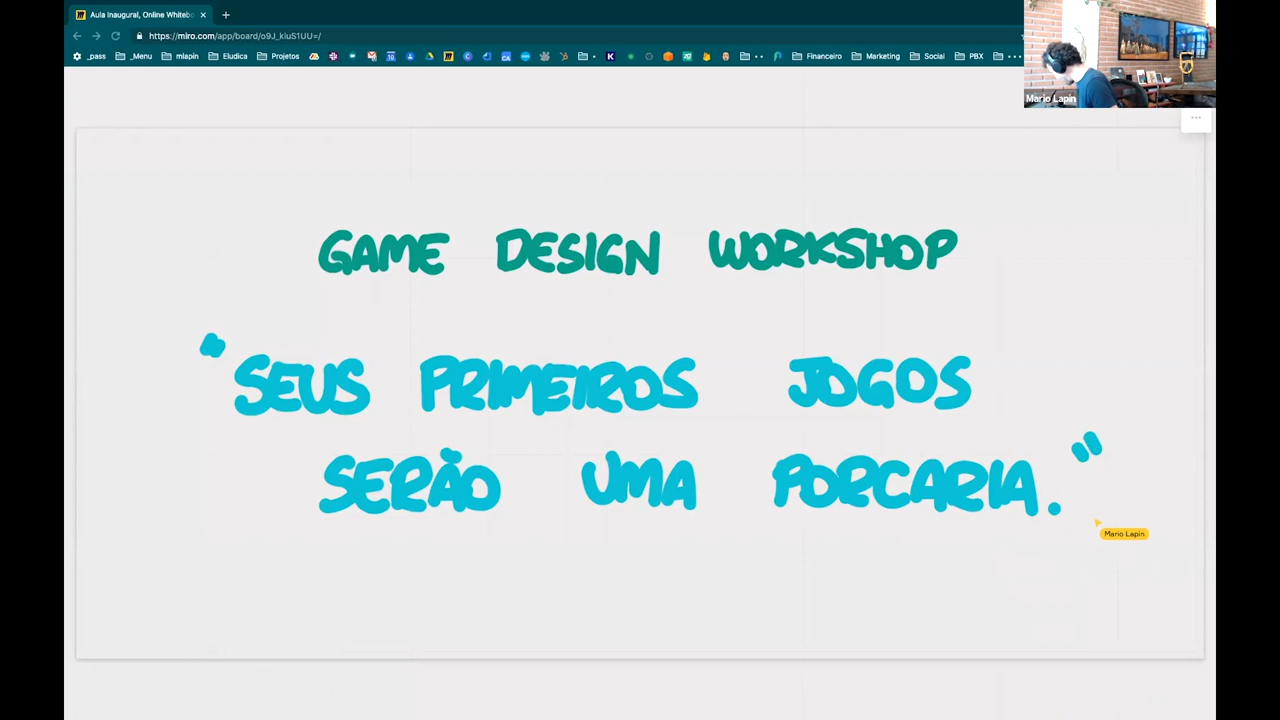 Aula Inaugural, Online Whitebo
https://miro.com/app/board/o9J_kluS1UU=/
_pass _Menu mlapin Eludica Projetos Financeiro Marketing Social PBX
Mario Lapin
GAME DESIGN WORKSHOP
"SEUS PRIMEIROS JOGOS
SERÃO UMA PORCARIA."
Mario Lapin